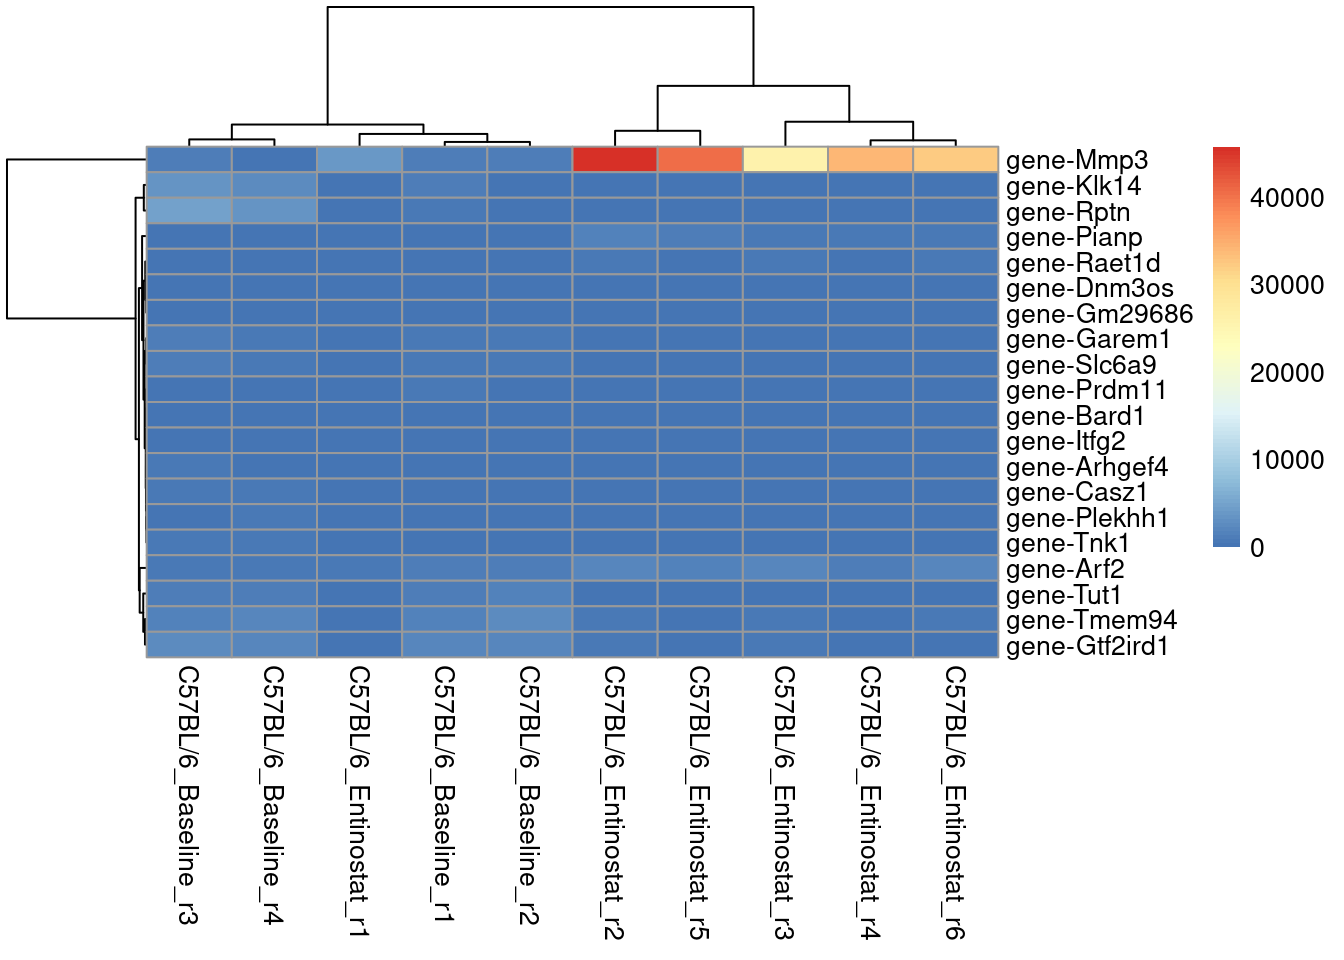 gene-Mmp3
gene-Klk14
gene-Rptn
gene-Pianp
gene-Raet1d
gene-Dnm3os
gene-Gm29686
gene-Garem1
gene-Slc6a9
gene-Prdm11
gene-Bard1
gene-Itfg2
gene-Arhgef4
gene-Casz1
gene-Plekhh1
gene-Tnk1
gene-Arf2
gene-Tut1
gene-Tmem94
gene-Gtf2ird1
40000
30000
20000
10000
0
C57BL/6_Baseline_r3
C57BL/6_Baseline_r4
C57BL/6_Entinostat_r1
C57BL/6_Baseline_r1
C57BL/6_Baseline_r2
C57BL/6_Entinostat_r2
C57BL/6_Entinostat_r5
C57BL/6_Entinostat_r3
C57BL/6_Entinostat_r4
C57BL/6_Entinostat_r6